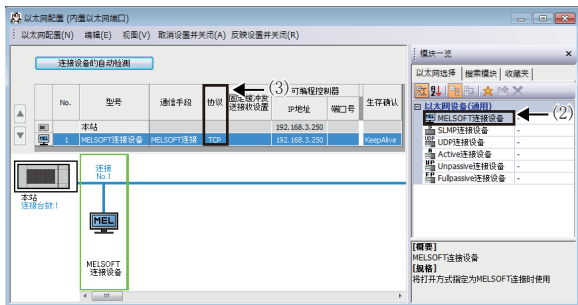 以太网配置 (内置以太网端口)
以太网配置(N) 编辑(E) 视图(V) 取消设置并关闭(A) 反映设置并关闭(R)
连接设备的自动检测
(3)
No. 型号 通信手段 协议 固定缓冲发送接收设置 可编程控制器 IP地址 端口号 生存确认
本站 192.168.3.250
1 MELSOFT连接设备 MELSOFT连接 TCP 192.168.3.250 KeepAlive
连接
No.1
本站
连接台数:1
MEL
MELSOFT
连接设备
模块一览
以太网选择 搜索模块 收藏夹
以太网设备(通用)
MELSOFT连接设备 -
(2)
SLMP连接设备 -
UDP连接设备 -
Active连接设备 -
Unpassive连接设备 -
Fullpassive连接设备 -
[概要]
MELSOFT连接设备
[规格]
将打开方式指定为MELSOFT连接时使用